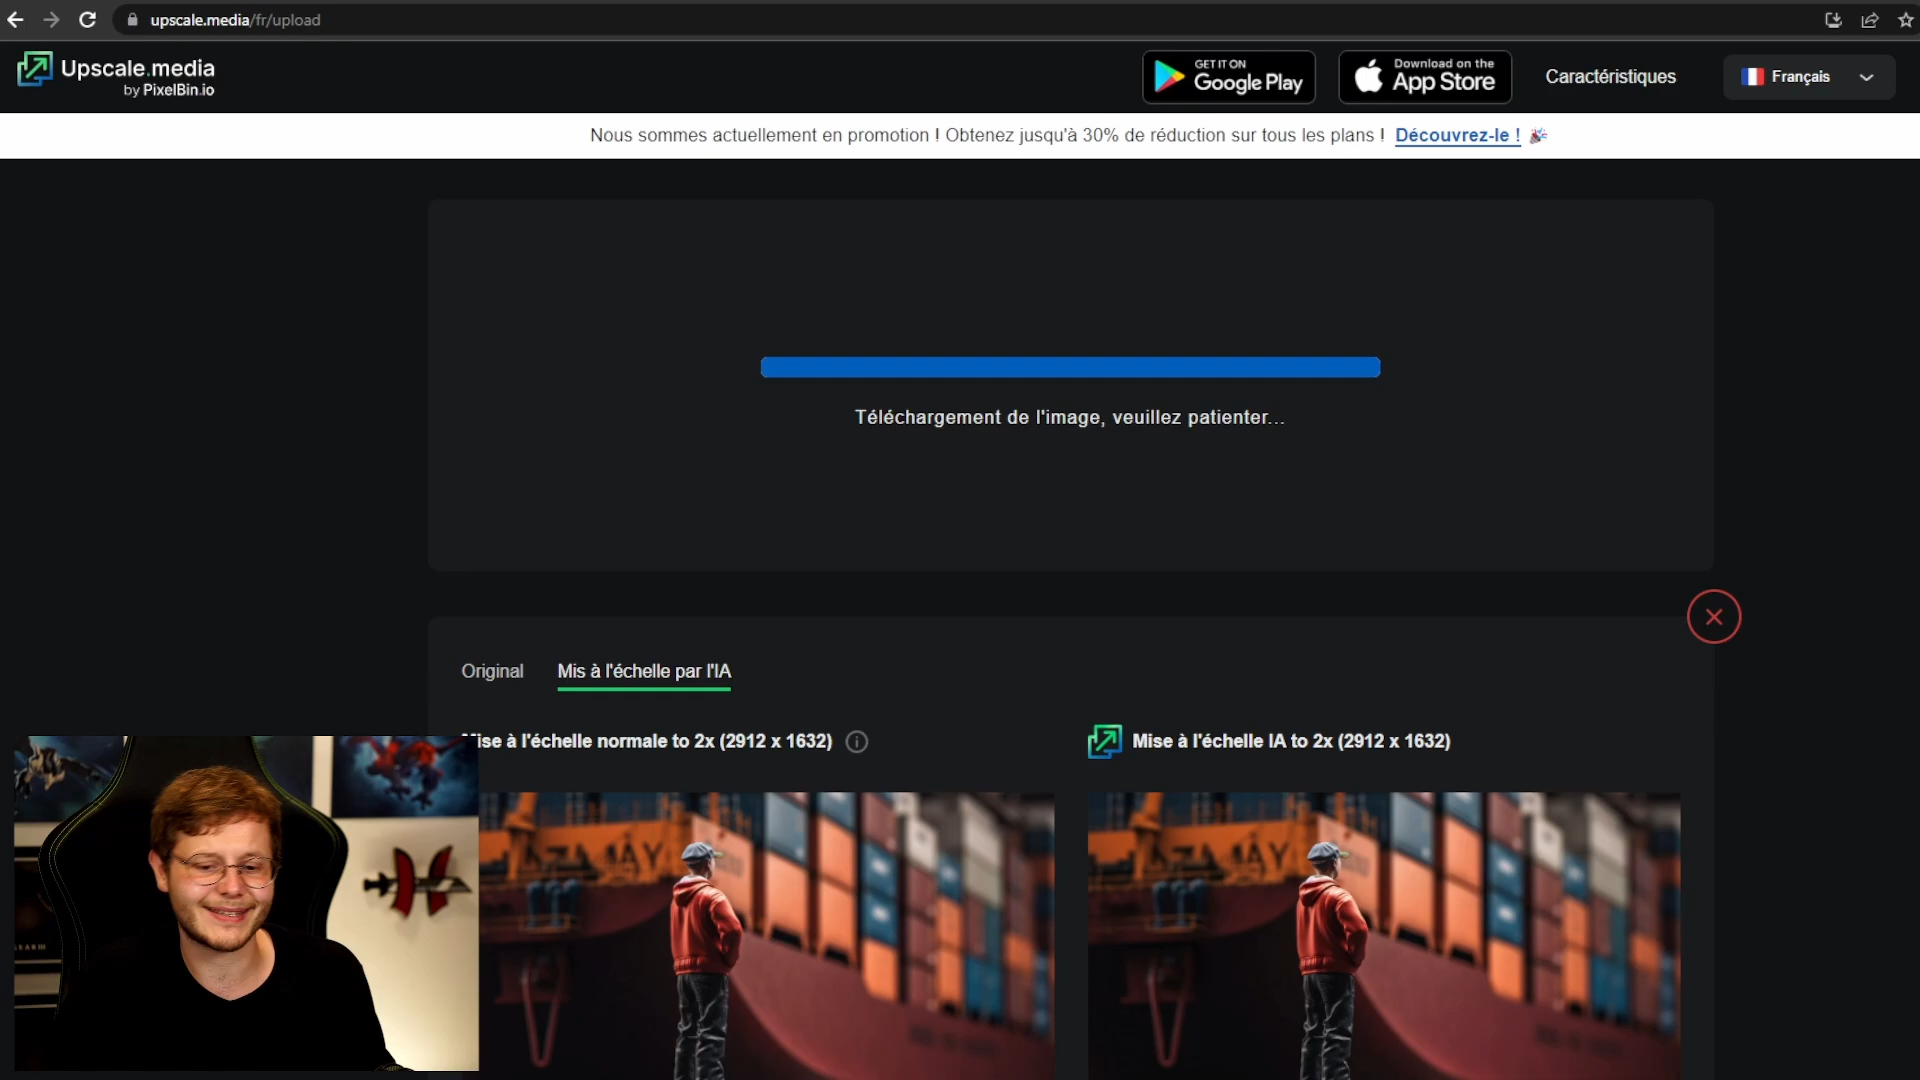 upscale.media/fr/upload
Upscale.media
by PixelBin.io
GET IT ON
Google Play
Download on the
App Store
Caractéristiques
Français
Nous sommes actuellement en promotion ! Obtenez jusqu'à 30% de réduction sur tous les plans ! Découvrez-le !
Téléchargement de l'image, veuillez patienter...
Original
Mis à l'échelle par l'IA
Mise à l'échelle normale to 2x (2912 x 1632)
Mise à l'échelle IA to 2x (2912 x 1632)